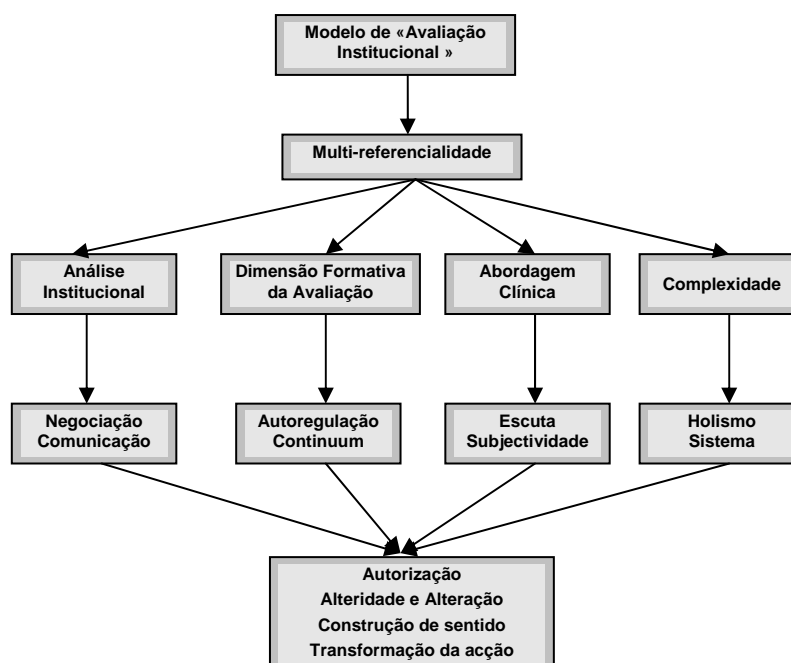 Modelo de «Avaliação
Institucional »
Multi-referencialidade
Análise
Institucional
Dimensão Formativa
da Avaliação
Abordagem
Clínica
Complexidade
Negociação
Comunicação
Autoregulação
Continuum
Escuta
Subjectividade
Holismo
Sistema
Autorização
Alteridade e Alteração
Construção de sentido
Transformação da acção